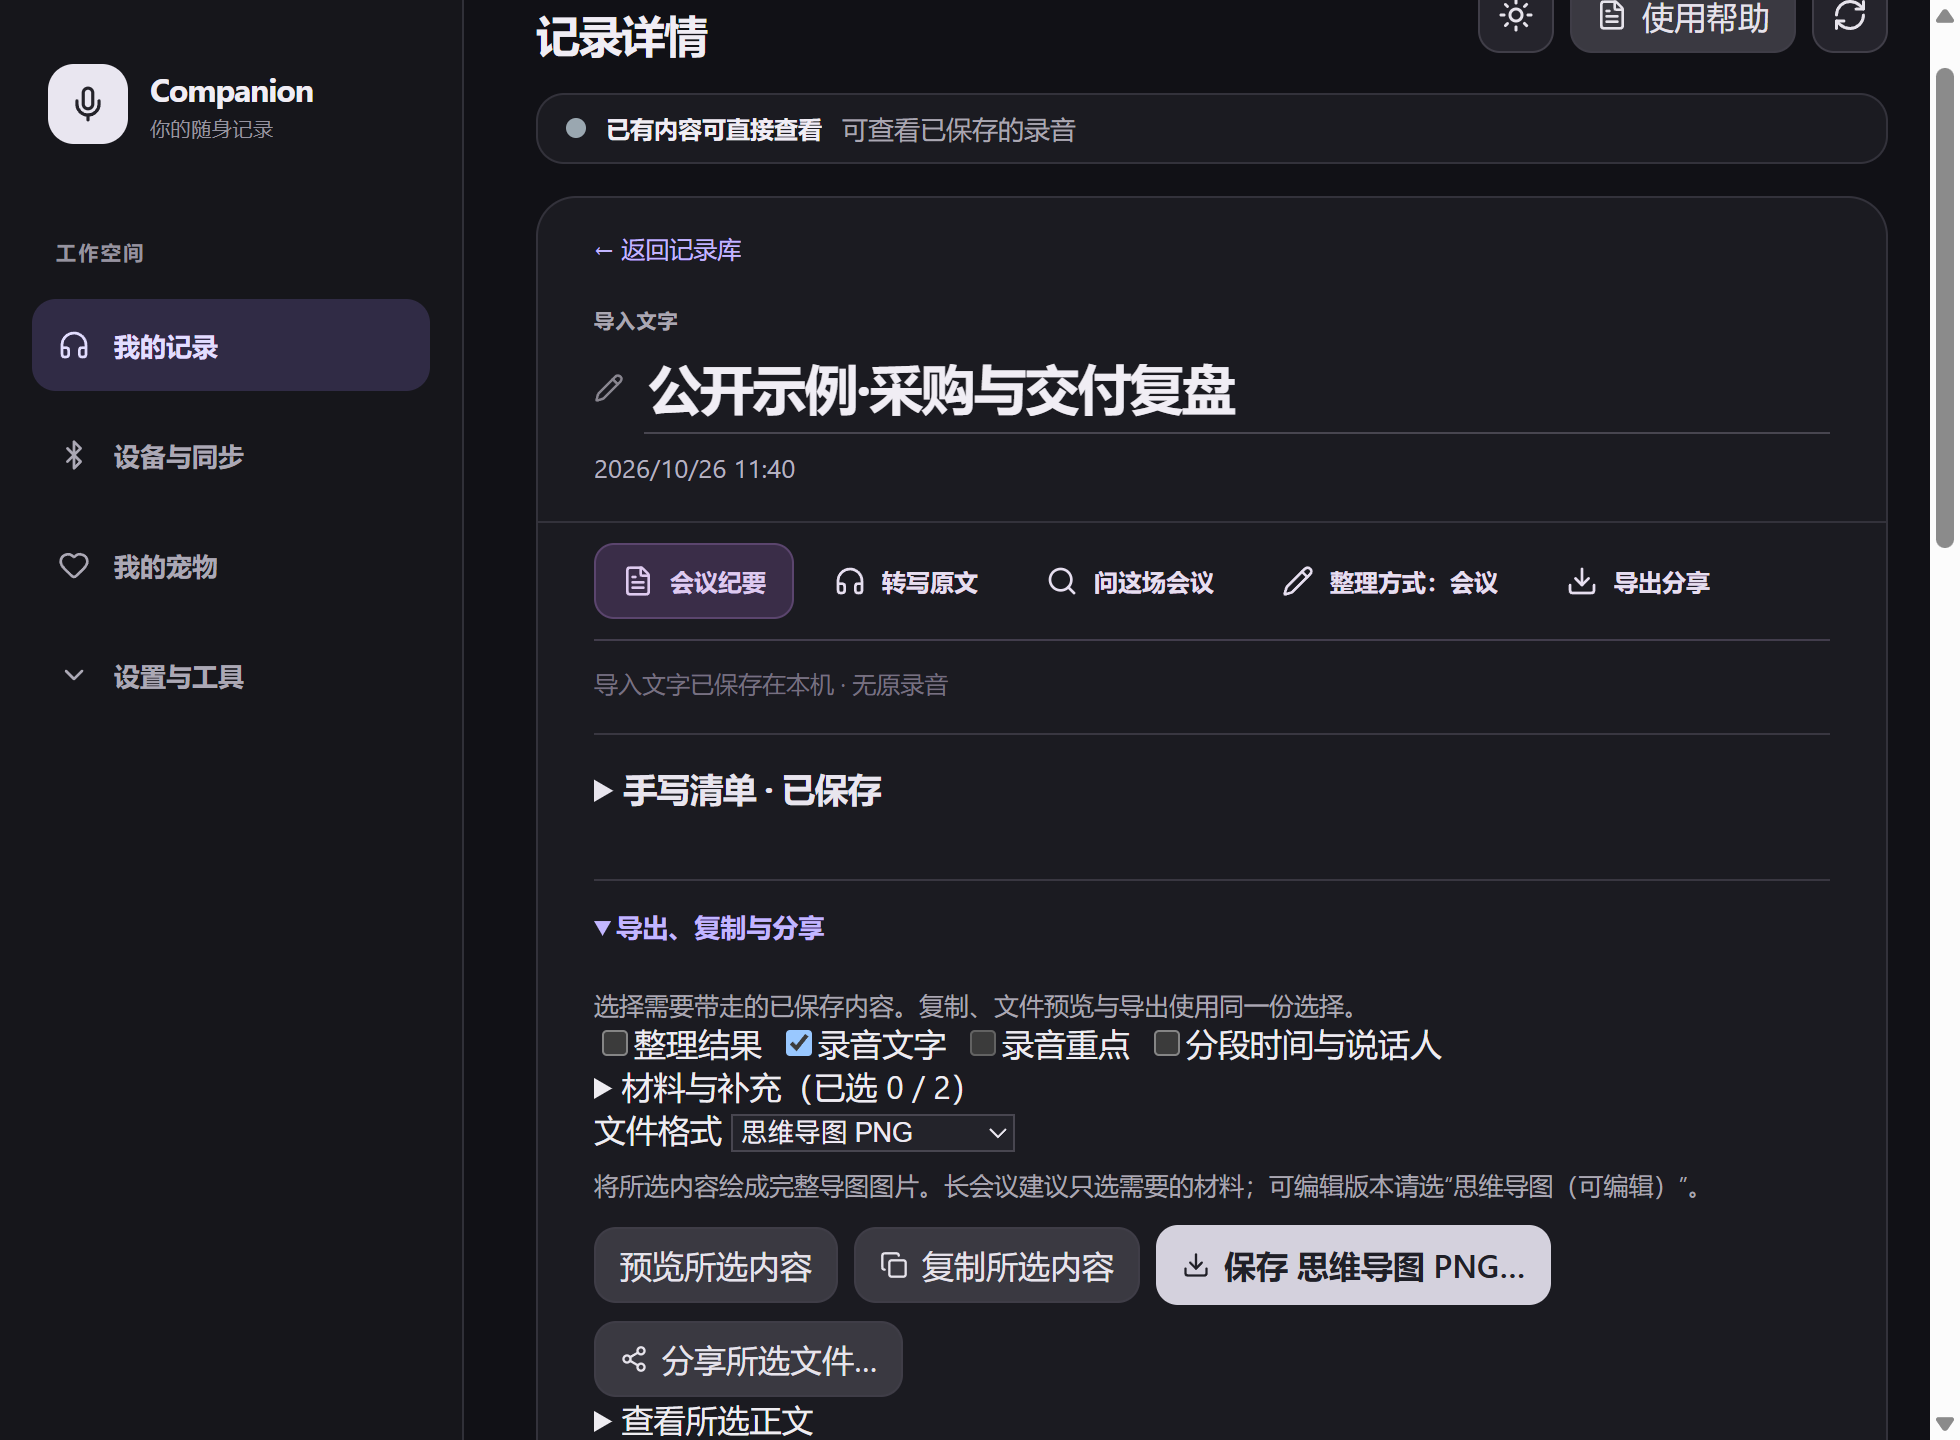 Companion
你的随身记录
工作空间
我的记录
设备与同步
我的宠物
设置与工具
记录详情
使用帮助
已有内容可直接查看 可查看已保存的录音
← 返回记录库
导入文字
公开示例·采购与交付复盘
2026/10/26 11:40
会议纪要 转写原文 问这场会议 整理方式：会议 导出分享
导入文字已保存在本机 · 无原录音
▶ 手写清单 · 已保存
▼导出、复制与分享
选择需要带走的已保存内容。复制、文件预览与导出使用同一份选择。
整理结果 录音文字 录音重点 分段时间与说话人
▶ 材料与补充（已选 0 / 2）
文件格式 思维导图 PNG
将所选内容绘成完整导图图片。长会议建议只选需要的材料；可编辑版本请选“思维导图（可编辑）”。
预览所选内容 复制所选内容 保存 思维导图 PNG...
分享所选文件...
▶ 查看所选正文